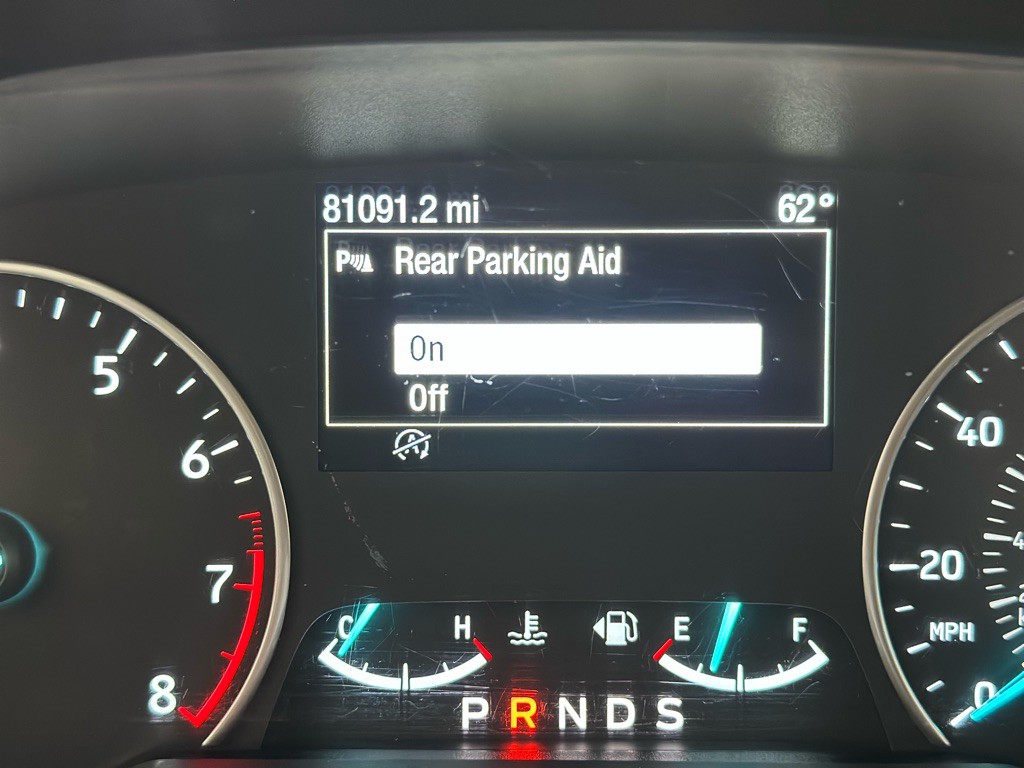 81091.2 mi 62°
Rear Parking Aid
On
Off
5
6
7
8
40
20
MPH
0
C H E F
P R N D S